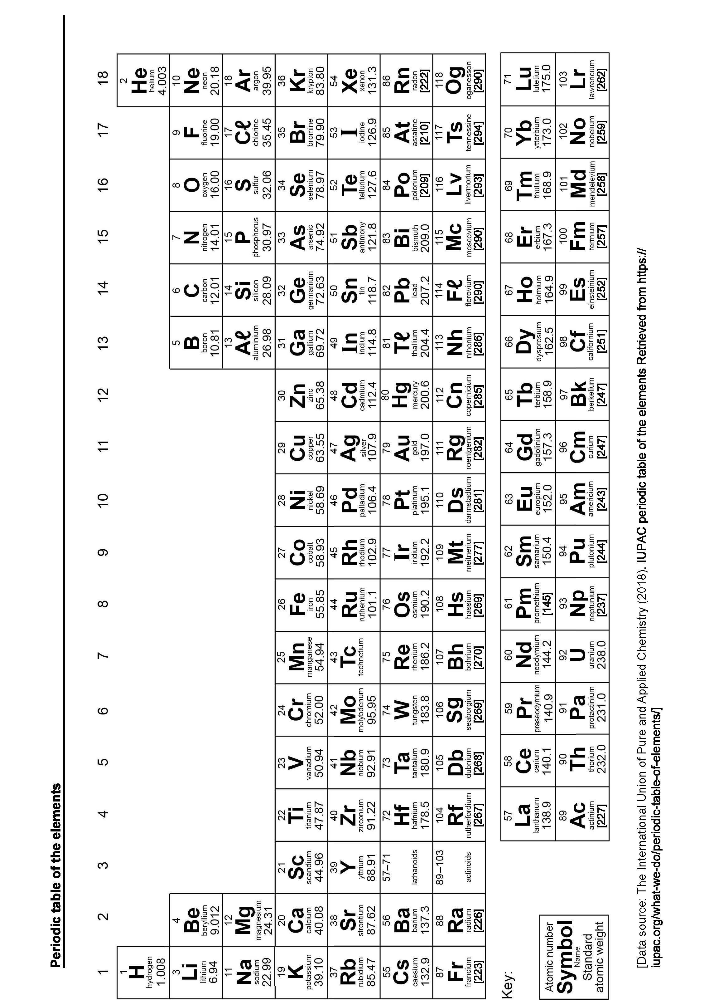 Periodic table of the elements
1 2 3 4 5 6 7 8 9 10 11 12 13 14 15 16 17 18
1
H
hydrogen
1.008
2
He
helium
4.003
3
Li
lithium
6.94
4
Be
beryllium
9.012
5
B
boron
10.81
6
C
carbon
12.01
7
N
nitrogen
14.01
8
O
oxygen
16.00
9
F
fluorine
19.00
10
Ne
neon
20.18
11
Na
sodium
22.99
12
Mg
magnesium
24.31
13
Aℓ
aluminium
26.98
14
Si
silicon
28.09
15
P
phosphorus
30.97
16
S
sulfur
32.06
17
Cℓ
chlorine
35.45
18
Ar
argon
39.95
19
K
potassium
39.10
20
Ca
calcium
40.08
21
Sc
scandium
44.96
22
Ti
titanium
47.87
23
V
vanadium
50.94
24
Cr
chromium
52.00
25
Mn
manganese
54.94
26
Fe
iron
55.85
27
Co
cobalt
58.93
28
Ni
nickel
58.69
29
Cu
copper
63.55
30
Zn
zinc
65.38
31
Ga
gallium
69.72
32
Ge
germanium
72.63
33
As
arsenic
74.92
34
Se
selenium
78.97
35
Br
bromine
79.90
36
Kr
krypton
83.80
37
Rb
rubidium
85.47
38
Sr
strontium
87.62
39
Y
yttrium
88.91
40
Zr
zirconium
91.22
41
Nb
niobium
92.91
42
Mo
molybdenum
95.95
43
Tc
technetium
44
Ru
ruthenium
101.1
45
Rh
rhodium
102.9
46
Pd
palladium
106.4
47
Ag
silver
107.9
48
Cd
cadmium
112.4
49
In
indium
114.8
50
Sn
tin
118.7
51
Sb
antimony
121.8
52
Te
tellurium
127.6
53
I
iodine
126.9
54
Xe
xenon
131.3
55
Cs
caesium
132.9
56
Ba
barium
137.3
57–71
lathanoids
72
Hf
hafnium
178.5
73
Ta
tantalum
180.9
74
W
tungsten
183.8
75
Re
rhenium
186.2
76
Os
osmium
190.2
77
Ir
iridium
192.2
78
Pt
platinum
195.1
79
Au
gold
197.0
80
Hg
mercury
200.6
81
Tℓ
thallium
204.4
82
Pb
lead
207.2
83
Bi
bismuth
209.0
84
Po
polonium
[209]
85
At
astatine
[210]
86
Rn
radon
[222]
87
Fr
francium
[223]
88
Ra
radium
[226]
89–103
actinoids
104
Rf
rutherfordium
[267]
105
Db
dubnium
[268]
106
Sg
seaborgium
[269]
107
Bh
bohrium
[270]
108
Hs
hassium
[269]
109
Mt
meitnerium
[277]
110
Ds
darmstadtium
[281]
111
Rg
roentgenium
[282]
112
Cn
copernicium
[285]
113
Nh
nihonium
[286]
114
Fℓ
flerovium
[290]
115
Mc
moscovium
[290]
116
Lv
livermorium
[293]
117
Ts
tennessine
[294]
118
Og
oganesson
[290]
Key:
Atomic number
Symbol
Name
Standard
atomic weight
57
La
lanthanum
138.9
58
Ce
cerium
140.1
59
Pr
praseodymium
140.9
60
Nd
neodymium
144.2
61
Pm
promethium
[145]
62
Sm
samarium
150.4
63
Eu
europium
152.0
64
Gd
gadolinium
157.3
65
Tb
terbium
158.9
66
Dy
dysprosium
162.5
67
Ho
holmium
164.9
68
Er
erbium
167.3
69
Tm
thulium
168.9
70
Yb
ytterbium
173.0
71
Lu
lutetium
175.0
89
Ac
actinium
[227]
90
Th
thorium
232.0
91
Pa
protactinium
231.0
92
U
uranium
238.0
93
Np
neptunium
[237]
94
Pu
plutonium
[244]
95
Am
americium
[243]
96
Cm
curium
[247]
97
Bk
berkelium
[247]
98
Cf
californium
[251]
99
Es
einsteinium
[252]
100
Fm
fermium
[257]
101
Md
mendelevium
[258]
102
No
nobelium
[259]
103
Lr
lawrencium
[262]
[Data source: The International Union of Pure and Applied Chemistry (2018). IUPAC periodic table of the elements Retrieved from https://
iupac.org/what-we-do/periodic-table-of-elements/]